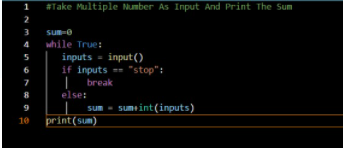 1 #Take Multiple Number As Input And Print The Sum
2
3 sum=0
4 while True:
5 inputs = input()
6 if inputs == "stop":
7 break
8 else:
9 sum = sum+int(inputs)
10 print(sum)